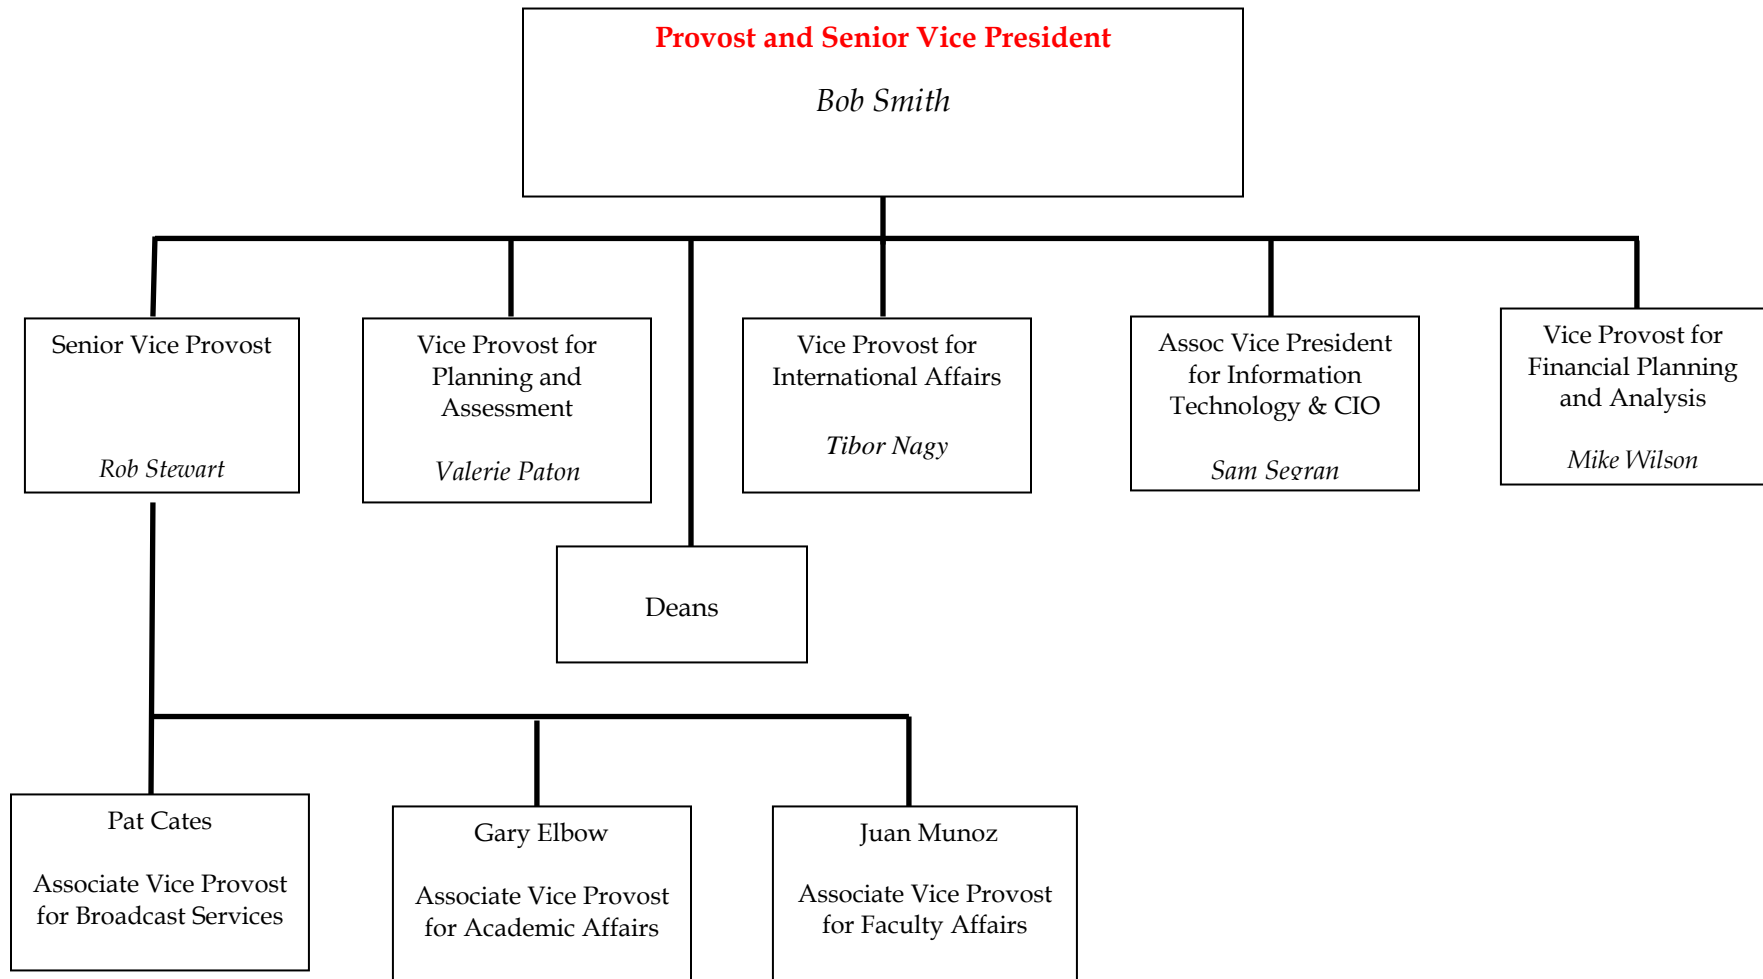 Provost and Senior Vice President
Bob Smith
Senior Vice Provost
Rob Stewart
Vice Provost for
Planning and
Assessment
Valerie Paton
Vice Provost for
International Affairs
Tibor Nagy
Assoc Vice President
for Information
Technology & CIO
Sam Segran
Vice Provost for
Financial Planning
and Analysis
Mike Wilson
Deans
Pat Cates
Associate Vice Provost
for Broadcast Services
Gary Elbow
Associate Vice Provost
for Academic Affairs
Juan Munoz
Associate Vice Provost
for Faculty Affairs